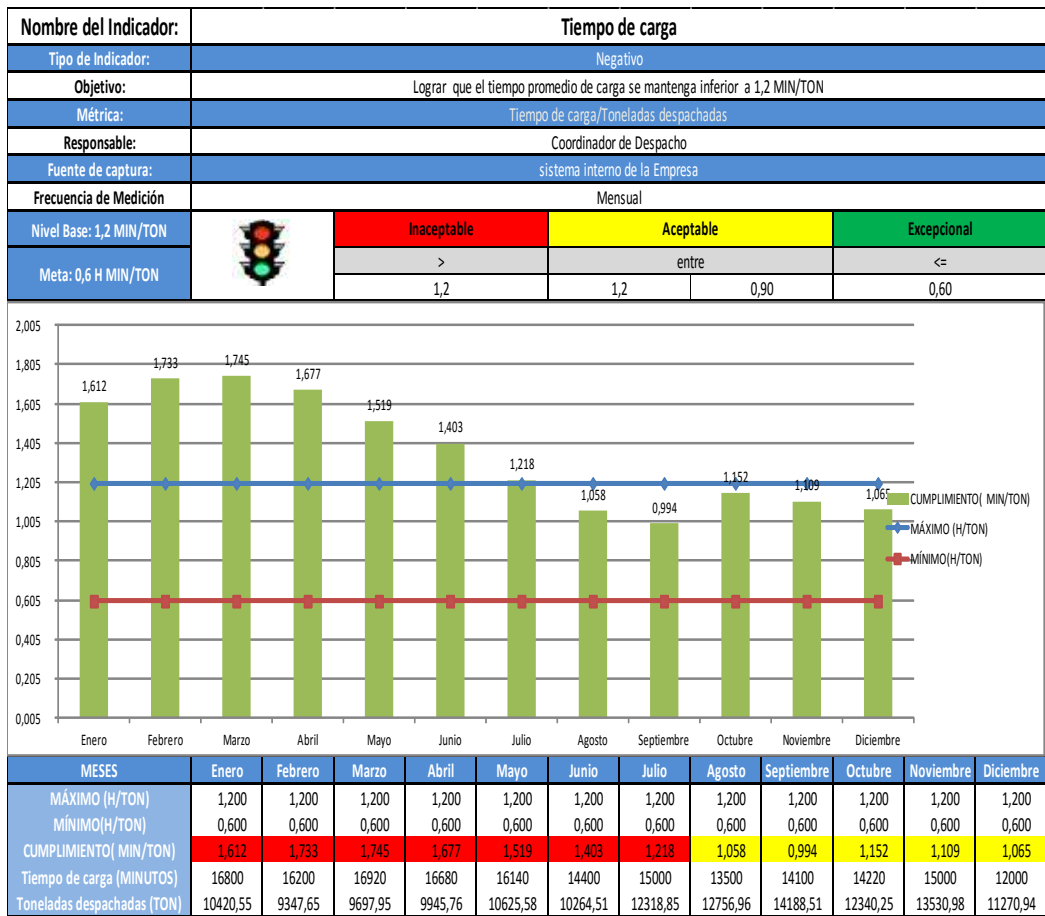 Nombre del Indicador: Tiempo de carga
Tipo de Indicador: Negativo
Objetivo: Lograr que el tiempo promedio de carga se mantenga inferior a 1,2 MIN/TON
Métrica: Tiempo de carga/Toneladas despachadas
Responsable: Coordinador de Despacho
Fuente de captura: sistema interno de la Empresa
Frecuencia de Medición Mensual
Nivel Base: 1,2 MIN/TON Inaceptable Aceptable Excepcional
Meta: 0,6 H MIN/TON > entre <=
1,2 1,2 0,90 0,60
2,005
1,805
1,605
1,405
1,205
1,005
0,805
0,605
0,405
0,205
0,005
1,612 1,733 1,745 1,677 1,519 1,403 1,218 1,058 0,994 1,152 1,109 1,065
CUMPLIMIENTO( MIN/TON)
MÁXIMO (H/TON)
MÍNIMO(H/TON)
Enero Febrero Marzo Abril Mayo Junio Julio Agosto Septiembre Octubre Noviembre Diciembre
MESES Enero Febrero Marzo Abril Mayo Junio Julio Agosto Septiembre Octubre Noviembre Diciembre
MÁXIMO (H/TON) 1,200 1,200 1,200 1,200 1,200 1,200 1,200 1,200 1,200 1,200 1,200 1,200
MÍNIMO(H/TON) 0,600 0,600 0,600 0,600 0,600 0,600 0,600 0,600 0,600 0,600 0,600 0,600
CUMPLIMIENTO( MIN/TON) 1,612 1,733 1,745 1,677 1,519 1,403 1,218 1,058 0,994 1,152 1,109 1,065
Tiempo de carga (MINUTOS) 16800 16200 16920 16680 16140 14400 15000 13500 14100 14220 15000 12000
Toneladas despachadas (TON) 10420,55 9347,65 9697,95 9945,76 10625,58 10264,51 12318,85 12756,96 14188,51 12340,25 13530,98 11270,94